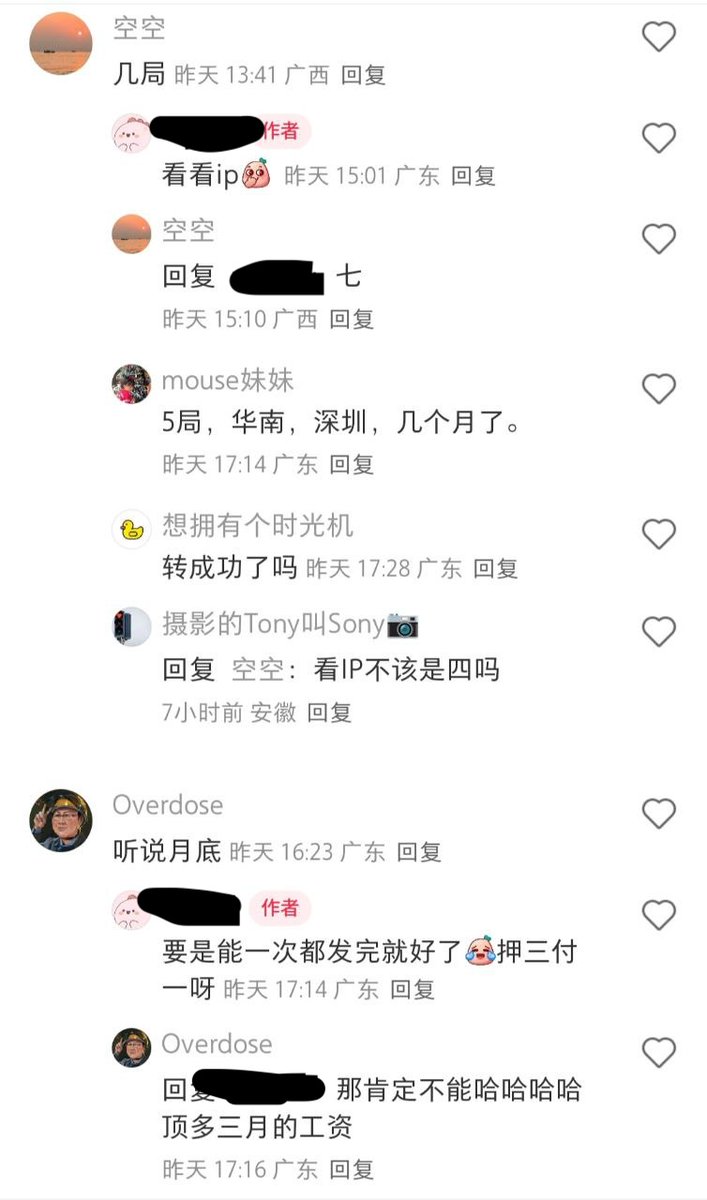 空空
几局 昨天 13:41 广西 回复
作者
看看ip 昨天 15:01 广东 回复
空空
回复 七
昨天 15:10 广西 回复
mouse妹妹
5局，华南，深圳，几个月了。
昨天 17:14 广东 回复
想拥有个时光机
转成功了吗 昨天 17:28 广东 回复
摄影的Tony叫Sony📷
回复 空空：看IP不该是四吗
7小时前 安徽 回复
Overdose
听说月底 昨天 16:23 广东 回复
作者
要是能一次都发完就好了押三付
一呀 昨天 17:14 广东 回复
Overdose
回复 那肯定不能哈哈哈哈
顶多三月的工资
昨天 17:16 广东 回复